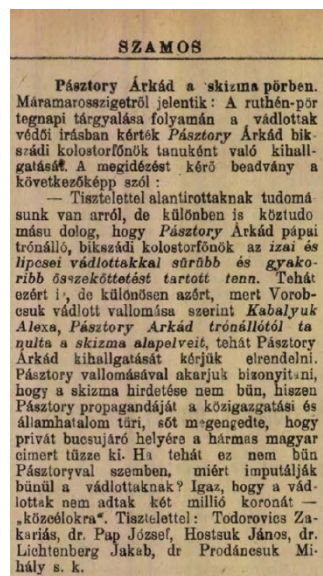 SZAMOS
Pásztory Árkád a skizma pörben.
Máramarosszigetről jelentik: A ruthén-pör
tegnapi tárgyalása folyamán a vádlottak
védői irásban kérték Pásztory Árkád bik-
szádi kolostorfőnök tanuként való kihall-
gatását. A megidézést kérő beadvány a
következőképp szól:
— Tisztelettel alantirottaknak tudomá-
sunk van arról, de különben is köztudo
másu dolog, hogy Pásztory Árkád pápai
trónálló, bikszádi kolostorfőnök az izai és
lipcsei vádlottakkal sürübb és gyako-
ribb összeköttetést tartott tenn. Tehát
ezért is, de különösen azért, mert Vorob-
csuk vádlott vallomása szerint Kabalyuk
Alexa, Pásztory Árkád trónállótól ta
nulta a skizma alapelveit, tehát Pásztory
Árkád kihallgatását kérjük elrendelni.
Pásztory vallomásával akarjuk bizonyitani,
hogy a skizma hirdetése nem bün, hiszen
Pásztory propagandáját a közigazgatási és
államhatalom türi, sőt megengedte, hogy
privát bucsujáró helyére a hármas magyar
cimert tüzze ki. Ha tehát ez nem bün
Pásztoryval szemben, miért imputálják
bünül a vádlottaknak? Igaz, hogy a vád-
lottak nem adtak két millió koronát —
„közcélokra“. Tisztelettel: Todorovics Za-
kariás, dr. Pap József, Hostsuk János, dr.
Lichtenberg Jakab, dr Prodáncsuk Mi-
hály s. k.